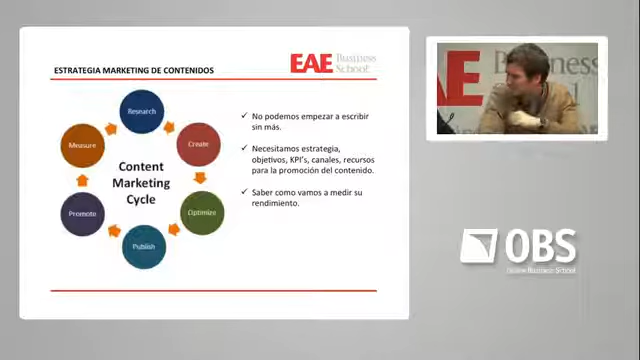 ESTRATEGIA MARKETING DE CONTENIDOS
EAE Business
School
Research
Create
Optimize
Publish
Promote
Measure
Content
Marketing
Cycle
✓ No podemos empezar a escribir
sin más.
✓ Necesitamos estrategia,
objetivos, KPI's, canales, recursos
para la promoción del contenido.
✓ Saber como vamos a medir su
rendimiento.
EAE Business
OBS
Online Business School